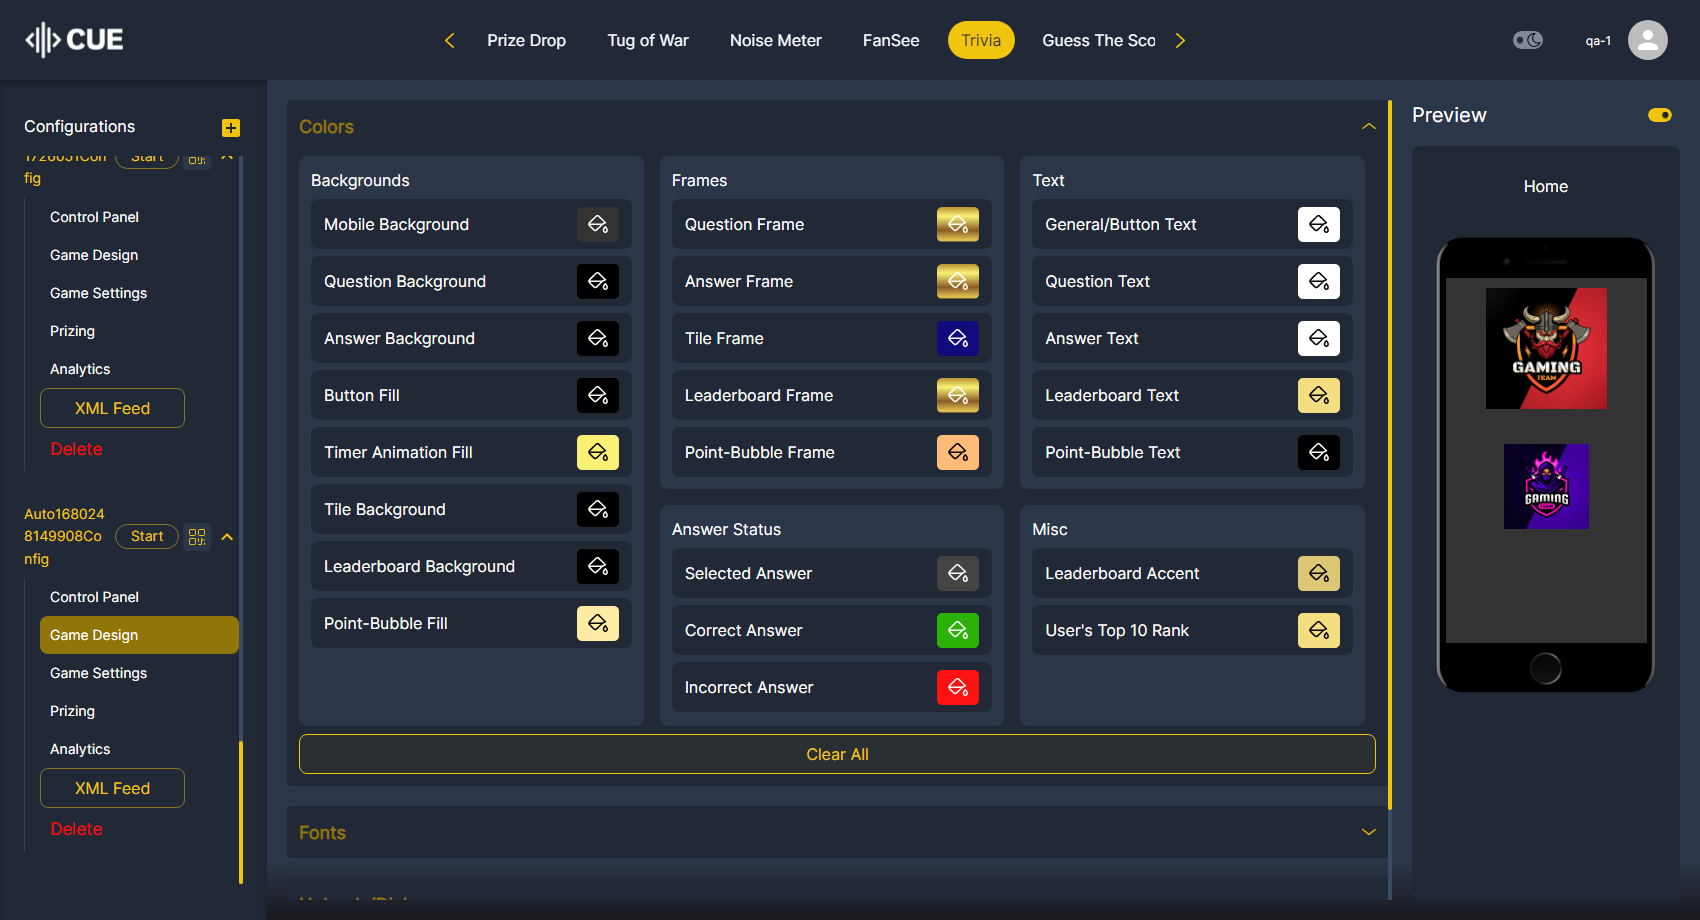 CUE
Prize Drop
Tug of War
Noise Meter
FanSee
Trivia
Guess The Sco
qa-1
Configurations
Start
fig
Control Panel
Game Design
Game Settings
Prizing
Analytics
XML Feed
Delete
Auto168024
8149908Co
nfig
Start
Control Panel
Game Design
Game Settings
Prizing
Analytics
XML Feed
Delete
Colors
Backgrounds
Mobile Background
Question Background
Answer Background
Button Fill
Timer Animation Fill
Tile Background
Leaderboard Background
Point-Bubble Fill
Frames
Question Frame
Answer Frame
Tile Frame
Leaderboard Frame
Point-Bubble Frame
Text
General/Button Text
Question Text
Answer Text
Leaderboard Text
Point-Bubble Text
Answer Status
Selected Answer
Correct Answer
Incorrect Answer
Misc
Leaderboard Accent
User's Top 10 Rank
Clear All
Fonts
Preview
Home
GAMING
TEAM
GAMING
TEAM